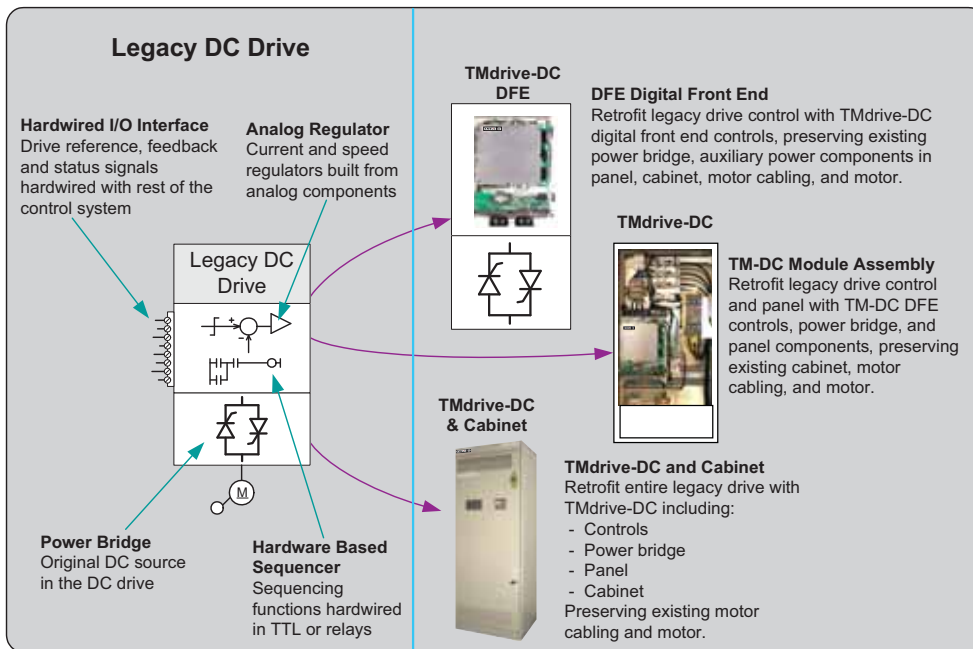 Legacy DC Drive
Hardwired I/O Interface
Drive reference, feedback
and status signals
hardwired with rest of the
control system
Analog Regulator
Current and speed
regulators built from
analog components
Legacy DC
Drive
+
-
M
Power Bridge
Original DC source
in the DC drive
Hardware Based
Sequencer
Sequencing
functions hardwired
in TTL or relays
TMdrive-DC
DFE
DFE Digital Front End
Retrofit legacy drive control with TMdrive-DC
digital front end controls, preserving existing
power bridge, auxiliary power components in
panel, cabinet, motor cabling, and motor.
TMdrive-DC
TM-DC Module Assembly
Retrofit legacy drive control
and panel with TM-DC DFE
controls, power bridge, and
panel components, preserving
existing cabinet, motor
cabling, and motor.
TMdrive-DC
& Cabinet
TMdrive-DC and Cabinet
Retrofit entire legacy drive with
TMdrive-DC including:
- Controls
- Power bridge
- Panel
- Cabinet
Preserving existing motor
cabling and motor.